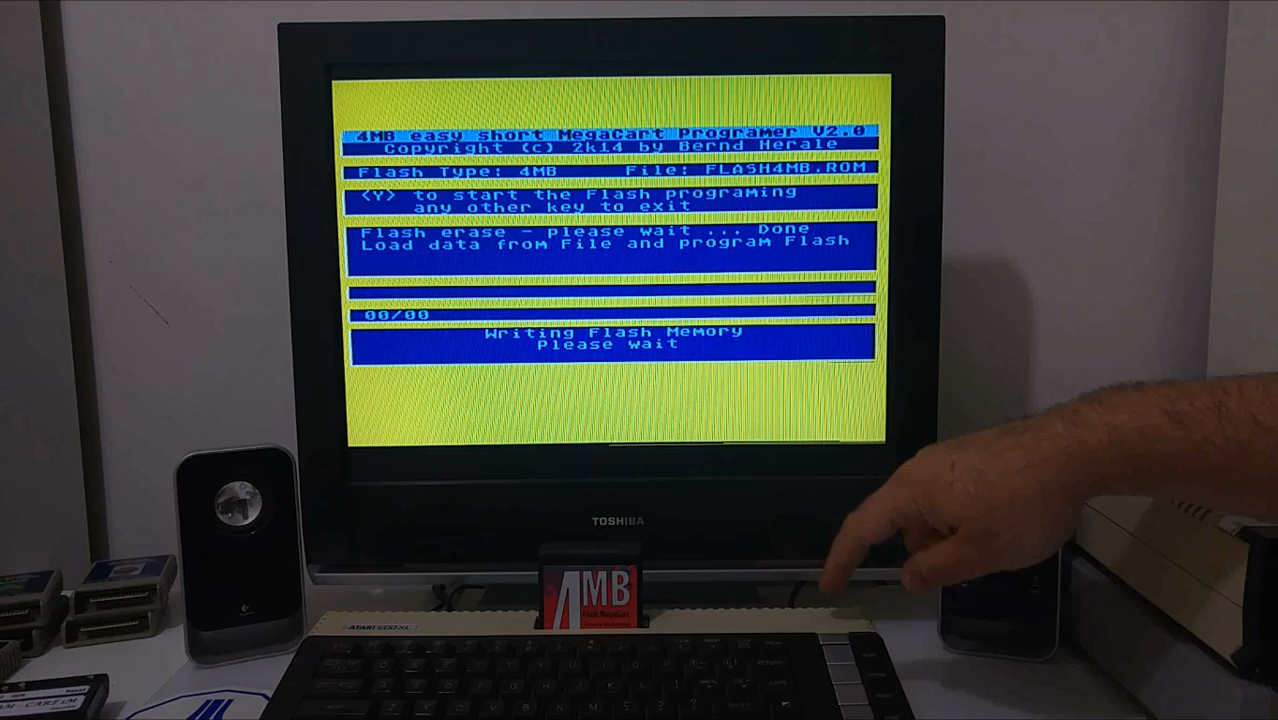 4MB easy short MegaCart Programer V2.0
Copyright (c) 2k14 by Bernd Herale
Flash Type: 4MB File: FLASH4MB.ROM
<Y> to start the Flash programing
any other key to exit
Flash erase - please wait ... Done
Load data from File and program Flash
00/00
Writing Flash Memory
Please wait
TOSHIBA
4MB
Flash MegaCart
ATARI 600XL